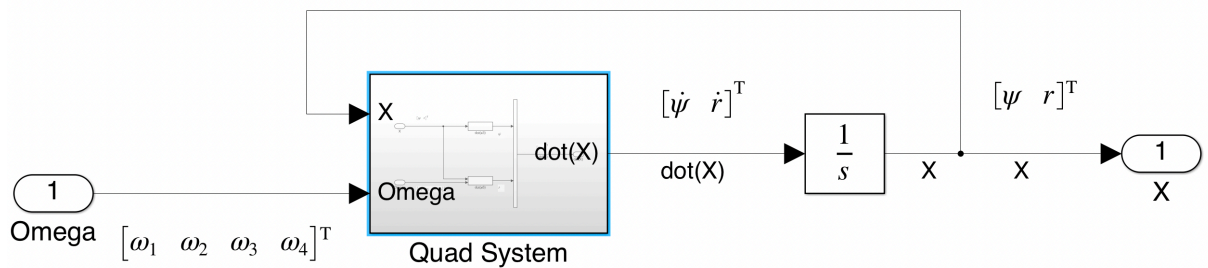 [ψ r]ᵀ
[ψ̇ ṙ]ᵀ
X
1/s
dot(X)
1
dot(X)
X
X
1
Omega
X
Omega
[ω₁ ω₂ ω₃ ω₄]ᵀ
Quad System